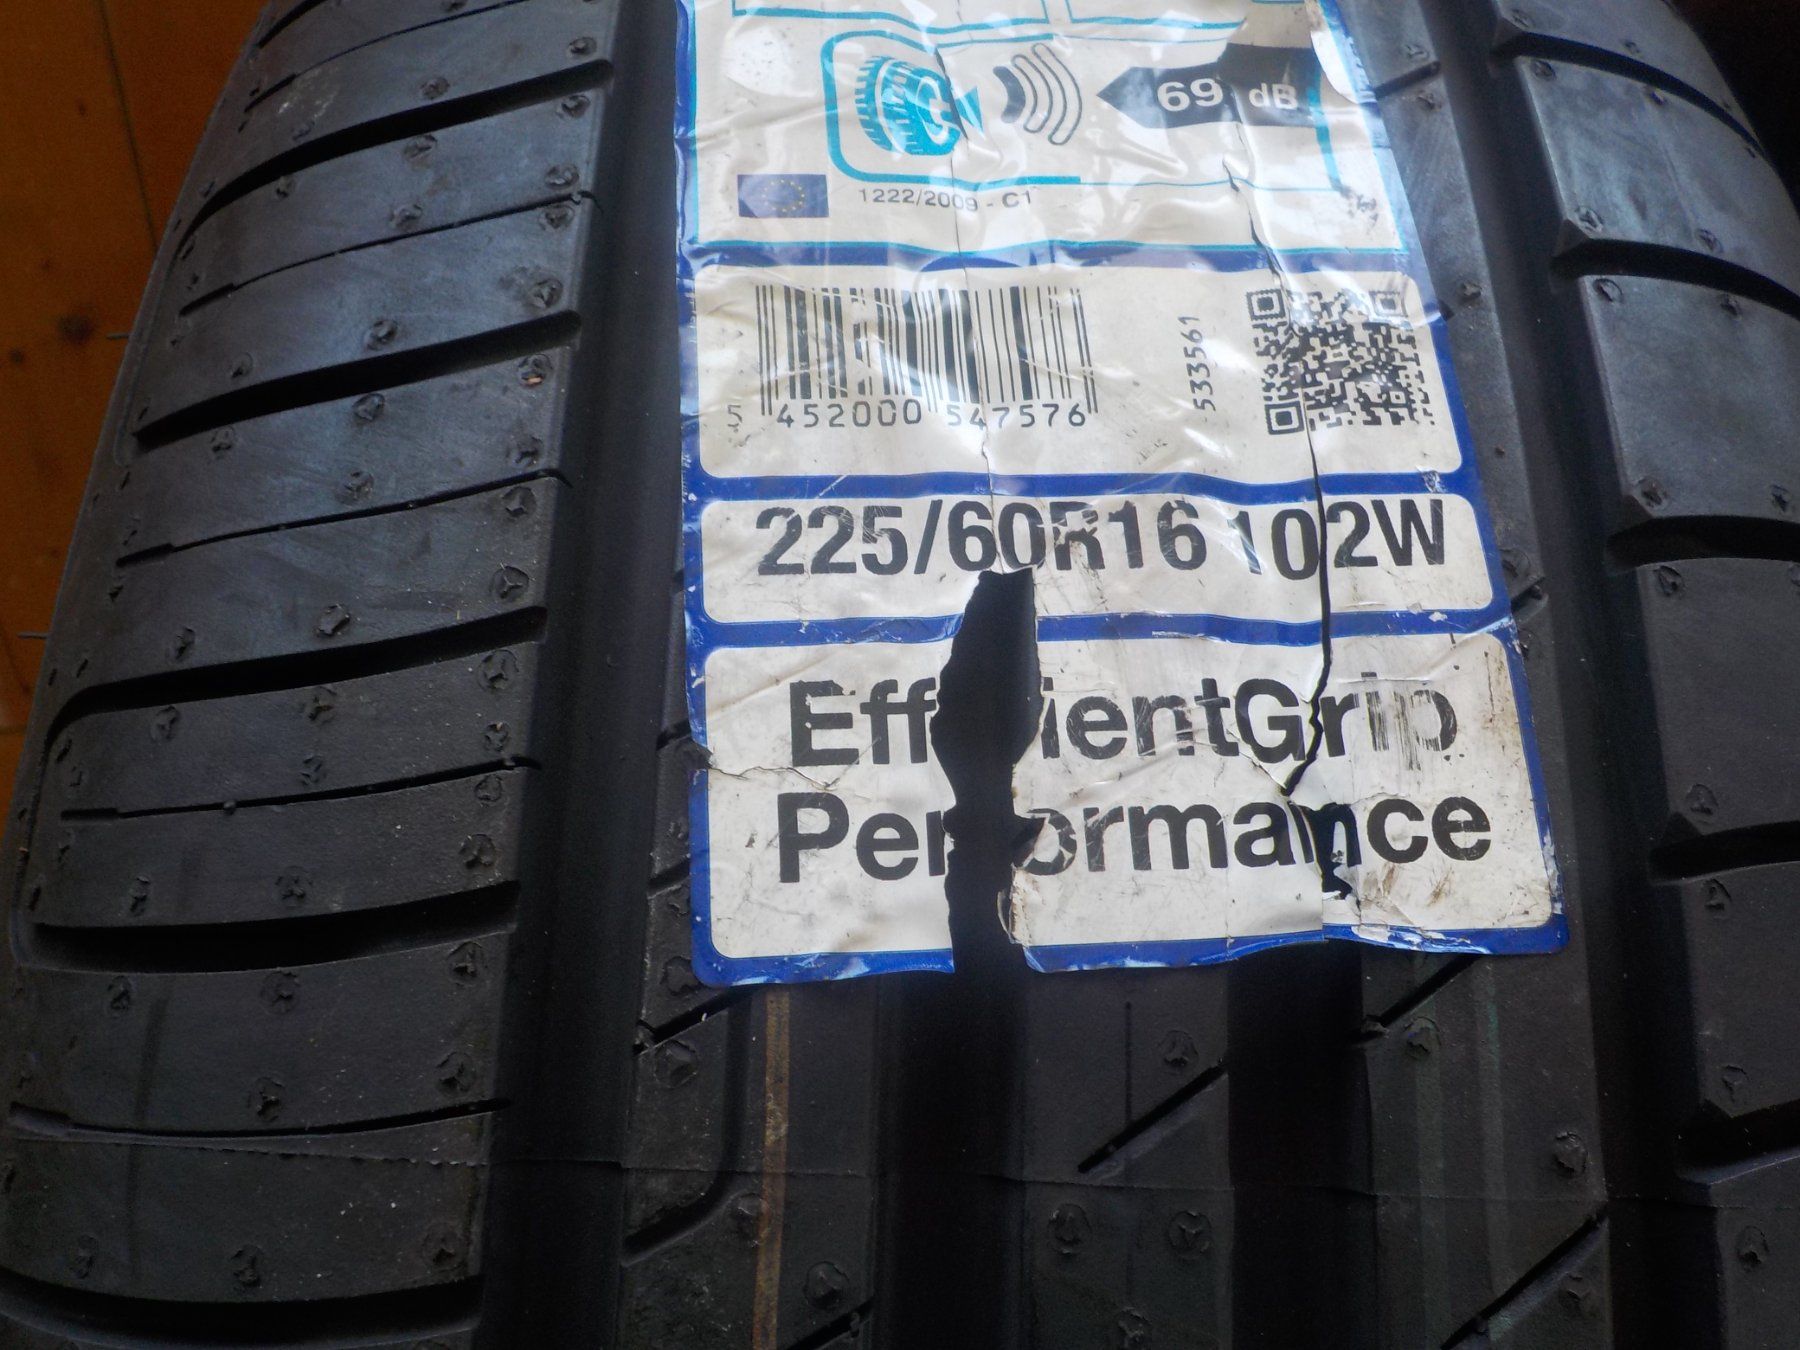 69 dB
1222/2009 - C1
5 452000 547576
533561
225/60R16 102W
EfficientGrip
Performance